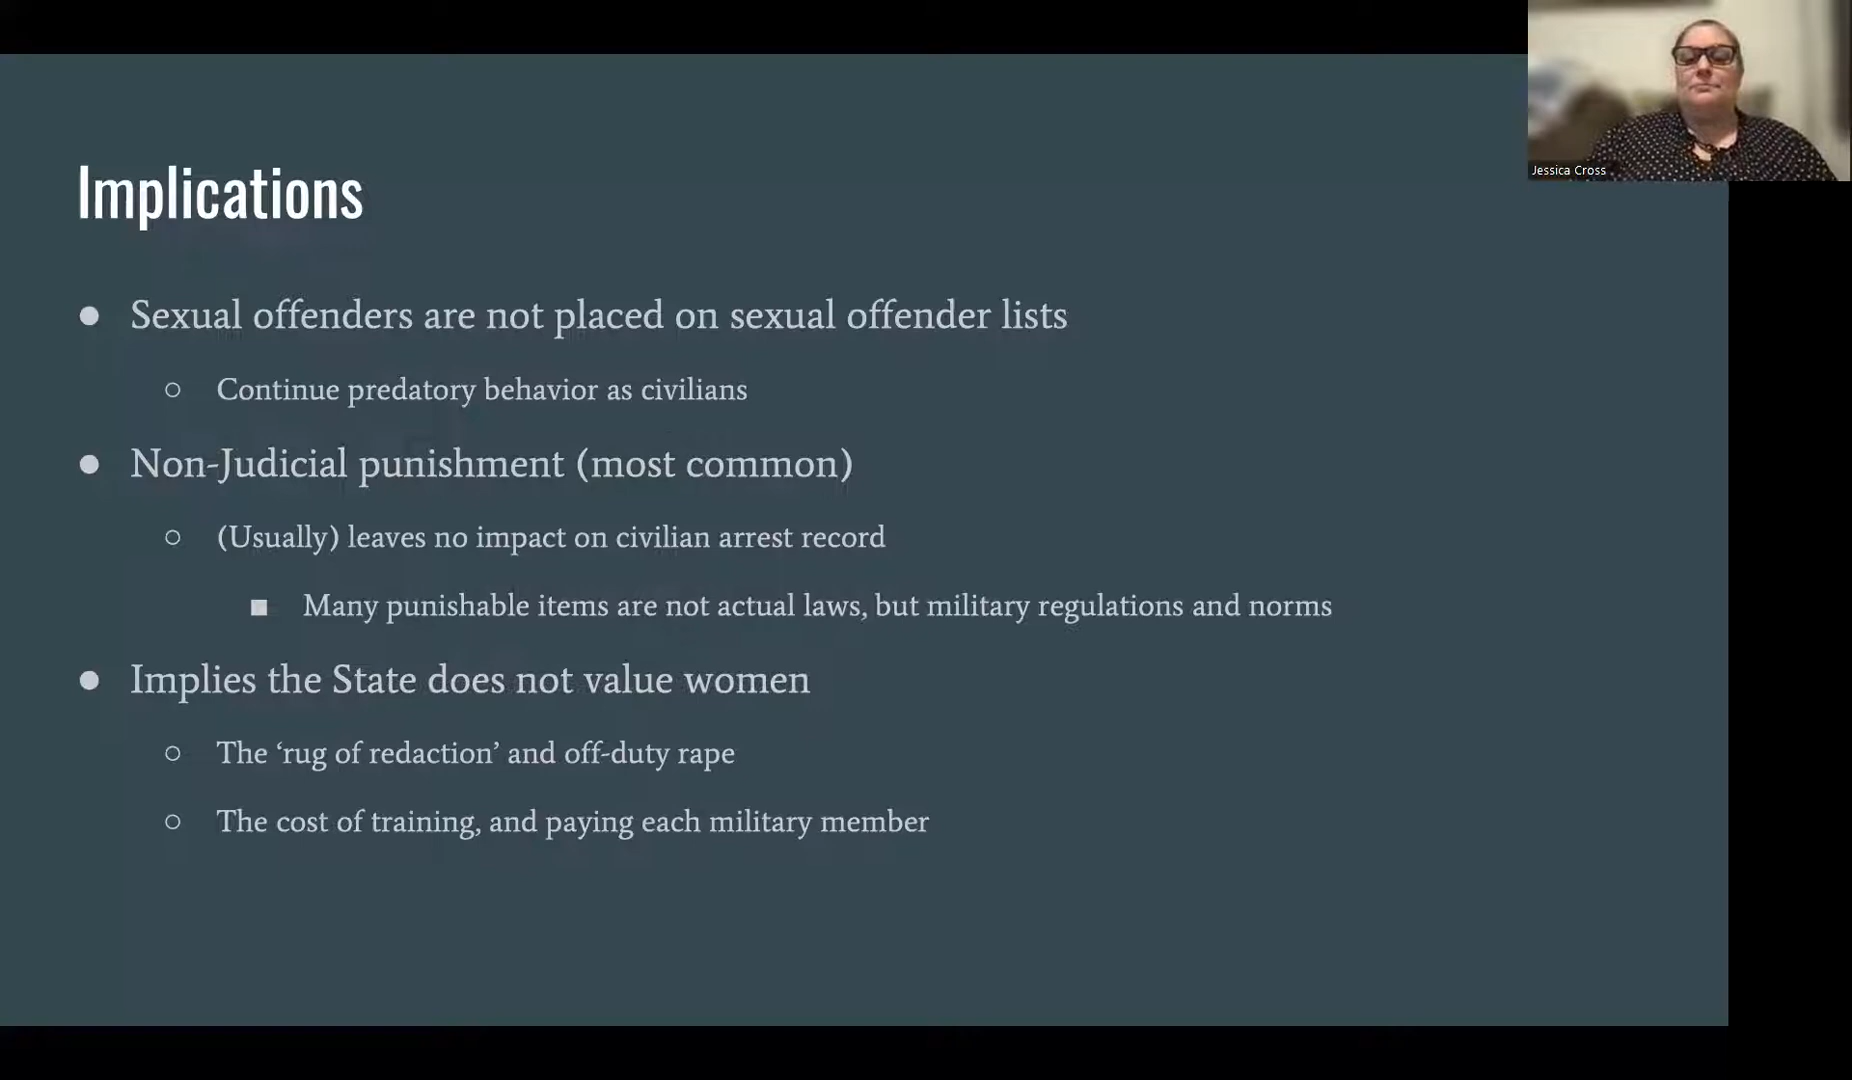 Jessica Cross
Implications
● Sexual offenders are not placed on sexual offender lists
○ Continue predatory behavior as civilians
● Non-Judicial punishment (most common)
○ (Usually) leaves no impact on civilian arrest record
■ Many punishable items are not actual laws, but military regulations and norms
● Implies the State does not value women
○ The ‘rug of redaction’ and off-duty rape
○ The cost of training, and paying each military member